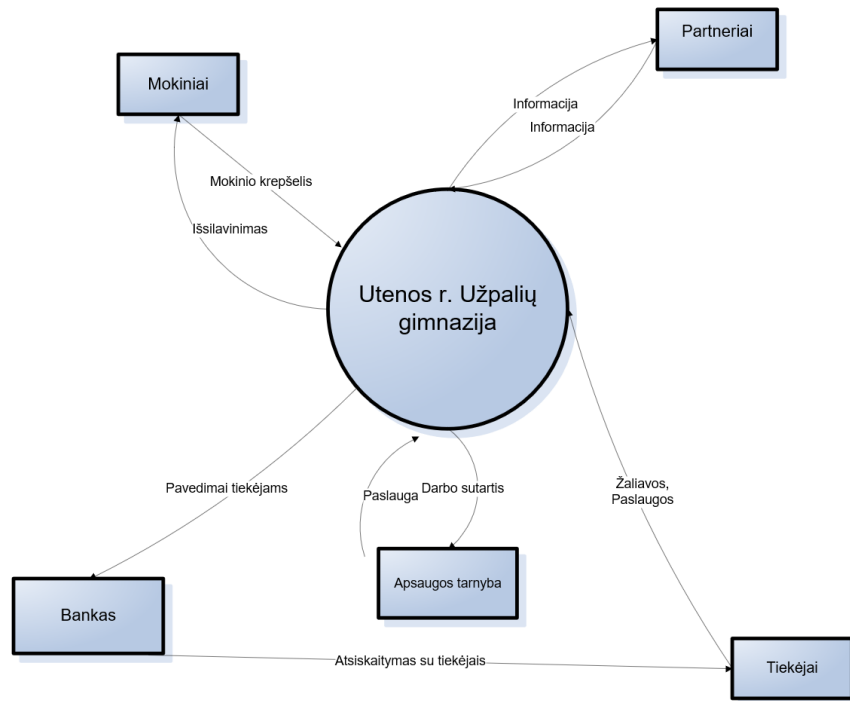 Partneriai
Mokiniai
Informacija
Informacija
Mokinio krepšelis
Išsilavinimas
Utenos r. Užpalių
gimnazija
Pavedimai tiekėjams
Paslauga
Darbo sutartis
Žaliavos,
Paslaugos
Apsaugos tarnyba
Bankas
Atsiskaitymas su tiekėjais
Tiekėjai